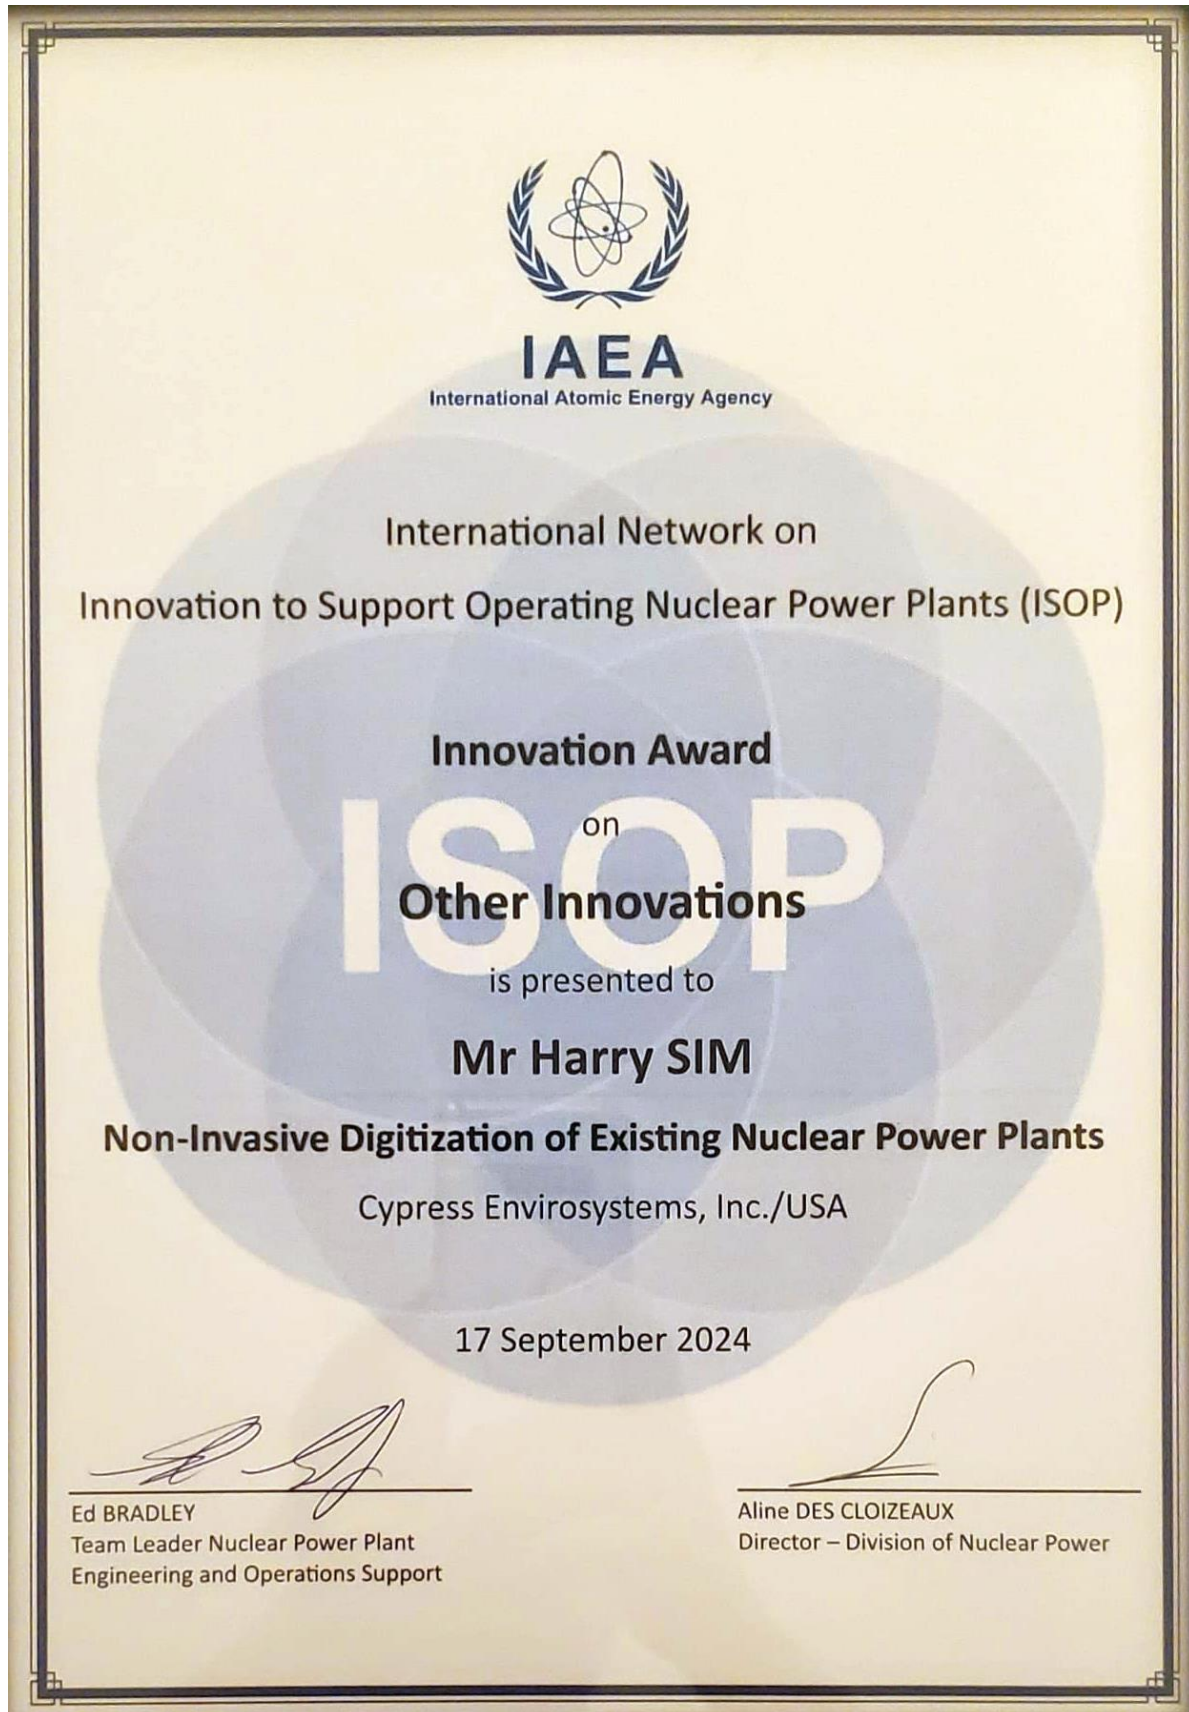 IAEA
International Atomic Energy Agency
International Network on
Innovation to Support Operating Nuclear Power Plants (ISOP)
Innovation Award
on
ISOP
Other Innovations
is presented to
Mr Harry SIM
Non-Invasive Digitization of Existing Nuclear Power Plants
Cypress Envirosystems, Inc./USA
17 September 2024
Ed BRADLEY
Team Leader Nuclear Power Plant
Engineering and Operations Support
Aline DES CLOIZEAUX
Director – Division of Nuclear Power